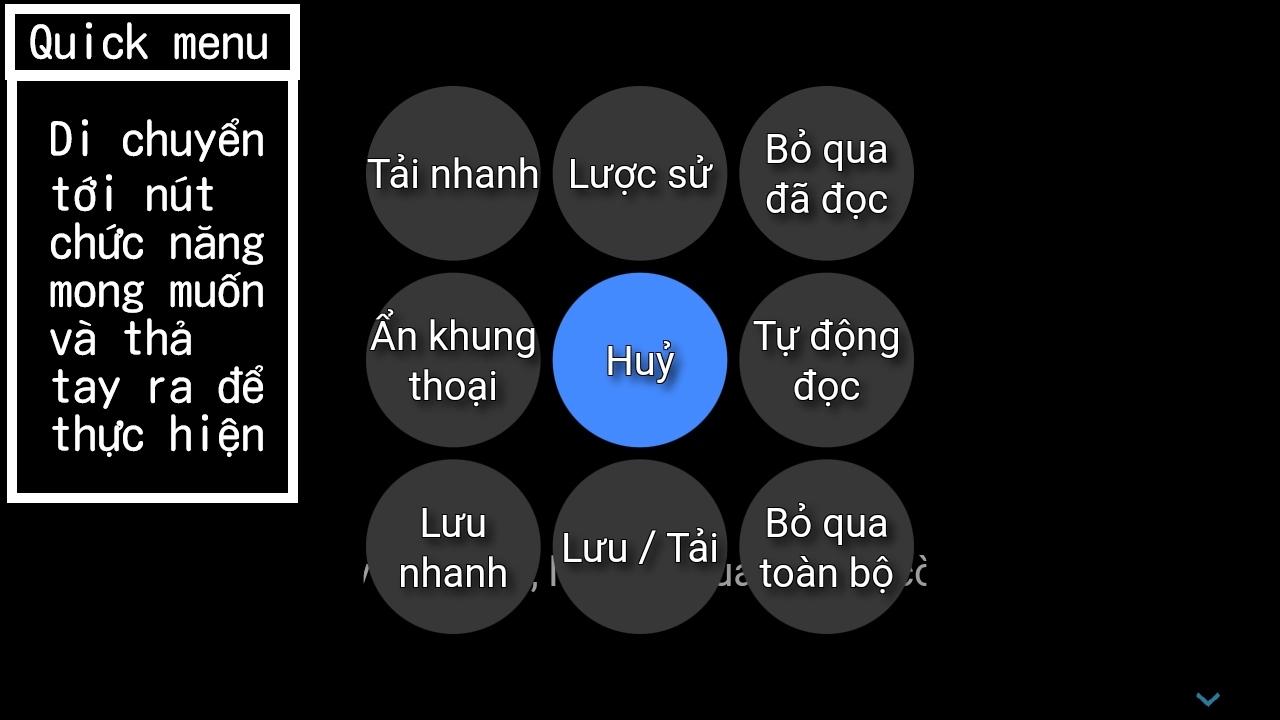 Quick menu
Di chuyển
tới nút
chức năng
mong muốn
và thả
tay ra để
thực hiện
Tải nhanh
Lược sử
Bỏ qua
đã đọc
Ẩn khung
thoại
Huỷ
Tự động
đọc
Lưu
nhanh
Lưu / Tải
Bỏ qua
toàn bộ